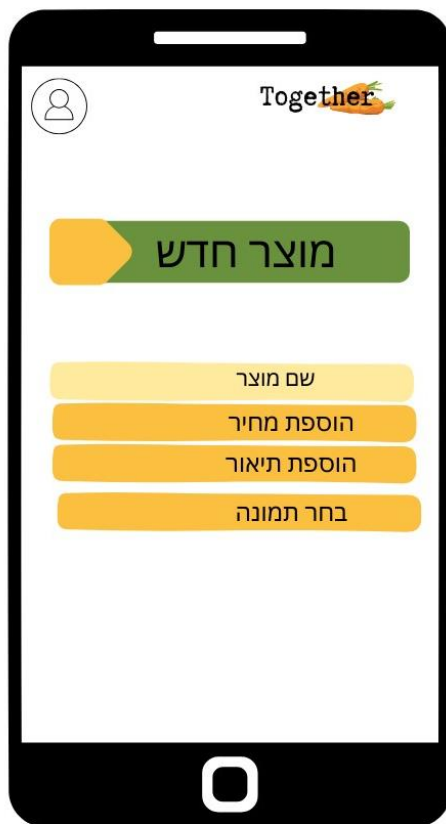 Together
מוצר חדש
שם מוצר
הוספת מחיר
הוספת תיאור
בחר תמונה